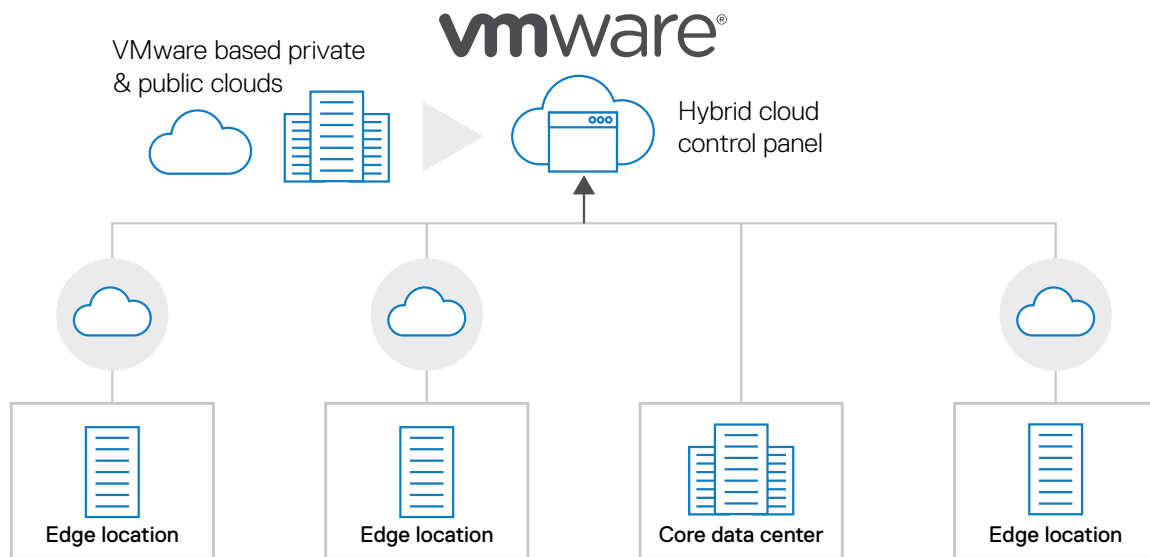 vmware®
VMware based private
& public clouds
Hybrid cloud
control panel
Edge location
Edge location
Core data center
Edge location